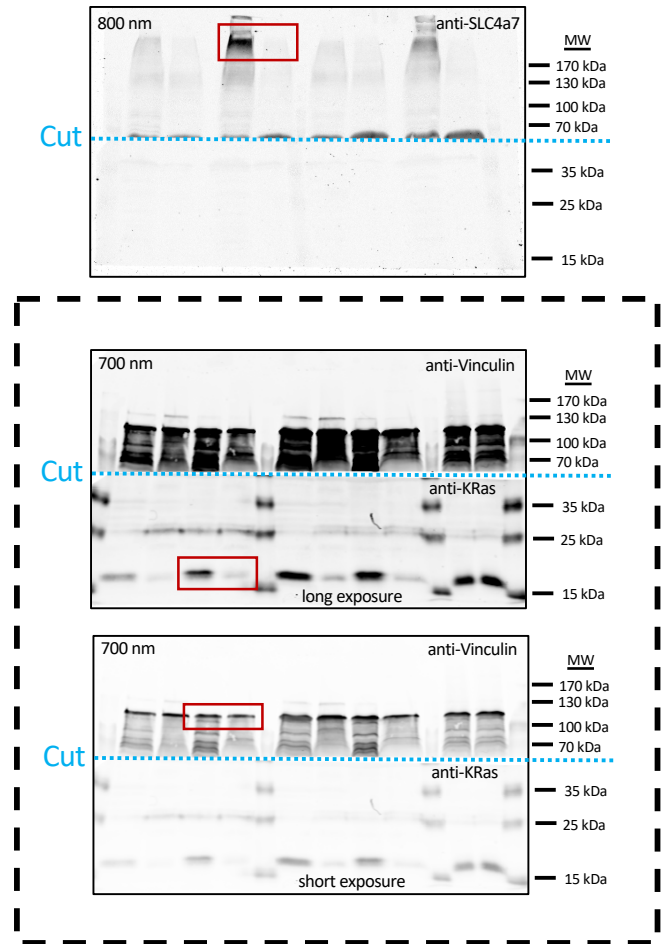 800 nm
anti-SLC4a7
MW
170 kDa
130 kDa
100 kDa
70 kDa
Cut
35 kDa
25 kDa
15 kDa
700 nm
anti-Vinculin
MW
170 kDa
130 kDa
100 kDa
70 kDa
Cut
anti-KRas
35 kDa
25 kDa
15 kDa
long exposure
700 nm
anti-Vinculin
MW
170 kDa
130 kDa
100 kDa
70 kDa
Cut
anti-KRas
35 kDa
25 kDa
15 kDa
short exposure